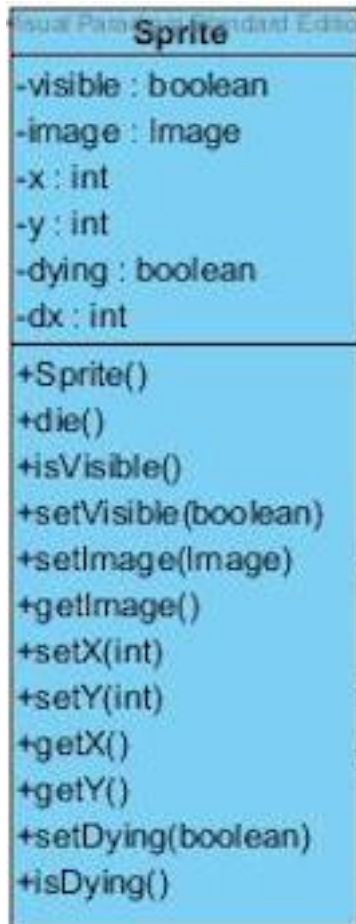 Sprite
-visible : boolean
-image : Image
-x : int
-y : int
-dying : boolean
-dx : int
+Sprite()
+die()
+isVisible()
+setVisible(boolean)
+setImage(Image)
+getImage()
+setX(int)
+setY(int)
+getX()
+getY()
+setDying(boolean)
+isDying()